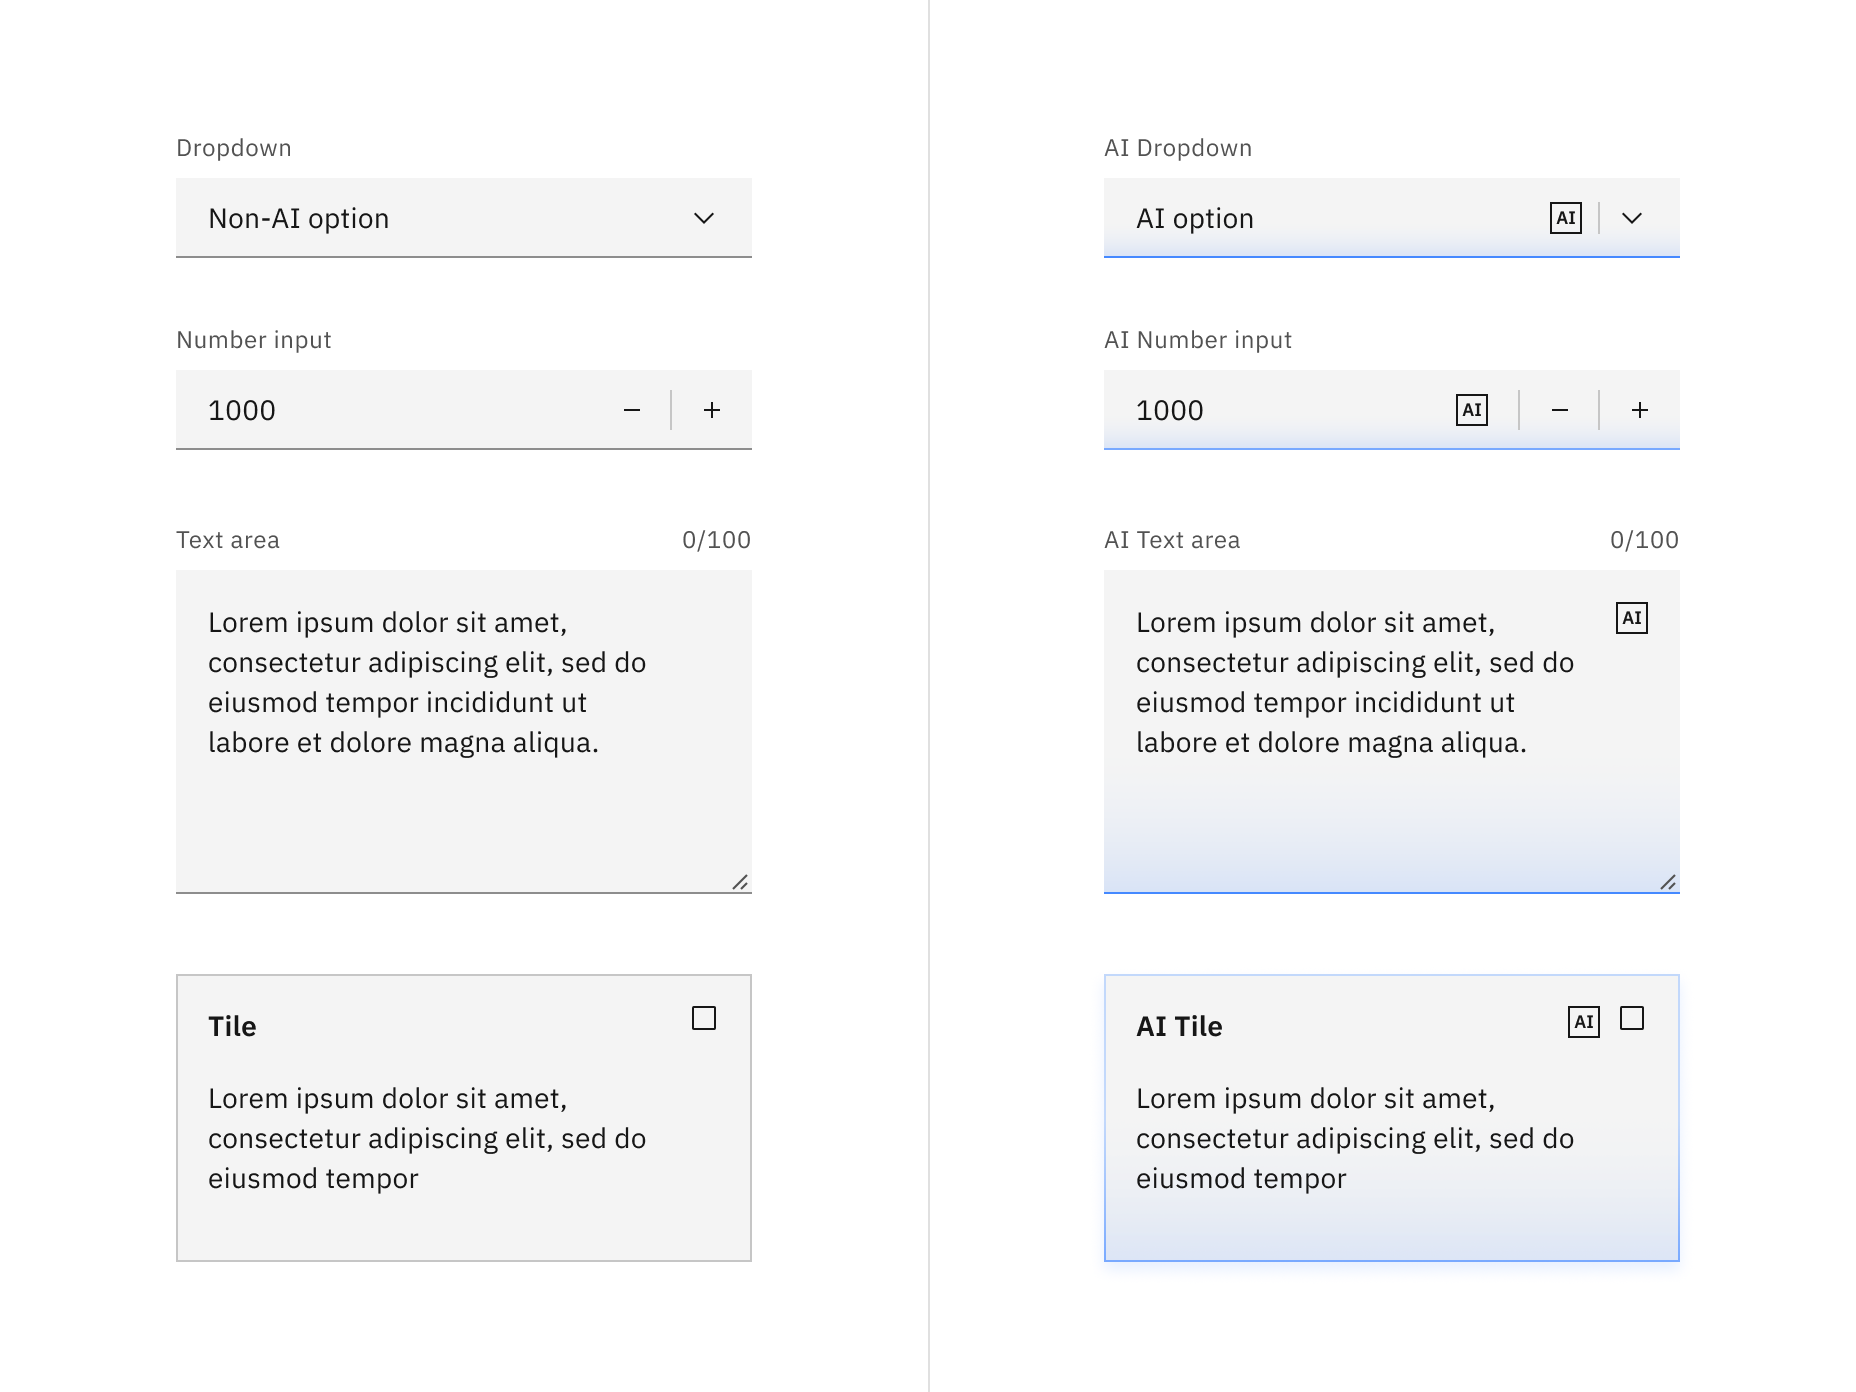 Dropdown
Non-AI option
Number input
1000
Text area 0/100
Lorem ipsum dolor sit amet,
consectetur adipiscing elit, sed do
eiusmod tempor incididunt ut
labore et dolore magna aliqua.
Tile
Lorem ipsum dolor sit amet,
consectetur adipiscing elit, sed do
eiusmod tempor
AI Dropdown
AI option AI
AI Number input
1000 AI
AI Text area 0/100
Lorem ipsum dolor sit amet, AI
consectetur adipiscing elit, sed do
eiusmod tempor incididunt ut
labore et dolore magna aliqua.
AI Tile AI
Lorem ipsum dolor sit amet,
consectetur adipiscing elit, sed do
eiusmod tempor